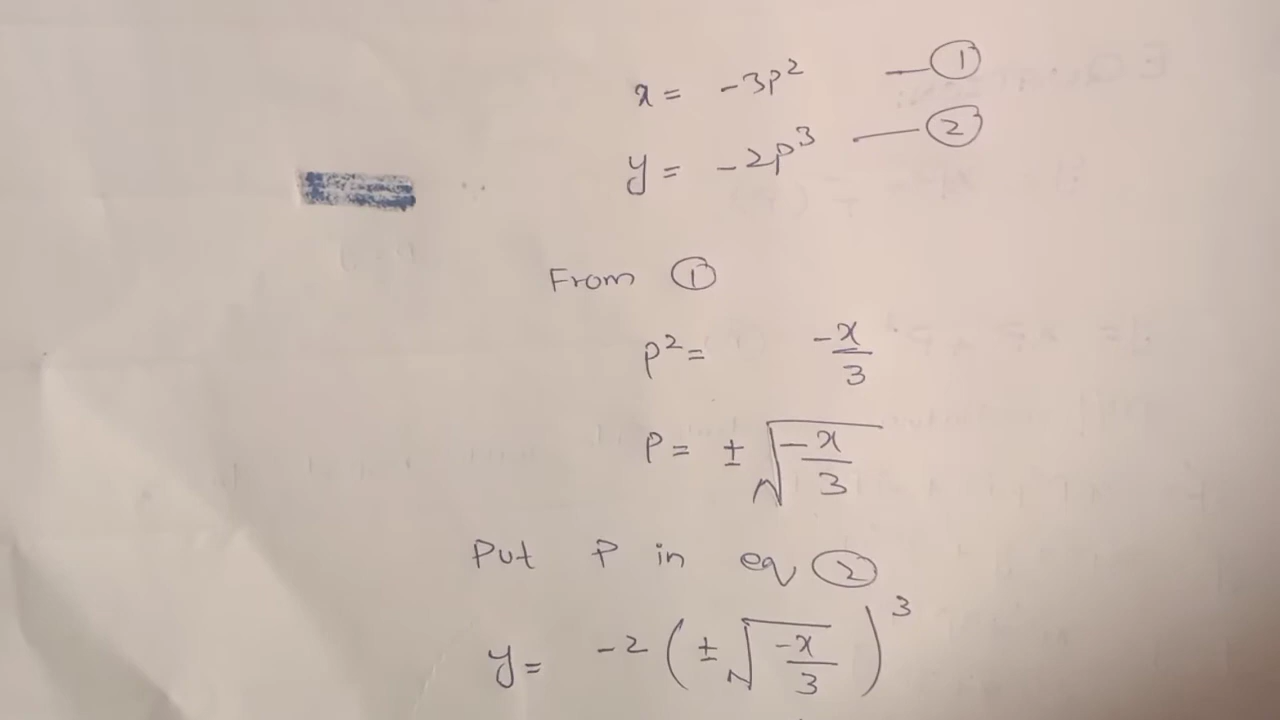 x = -3p² — ①
y = -2p³ — ②
From ①
p² = -x/3
P = ± √(-x/3)
Put P in eq ②
y = -2 (± √(-x/3))³